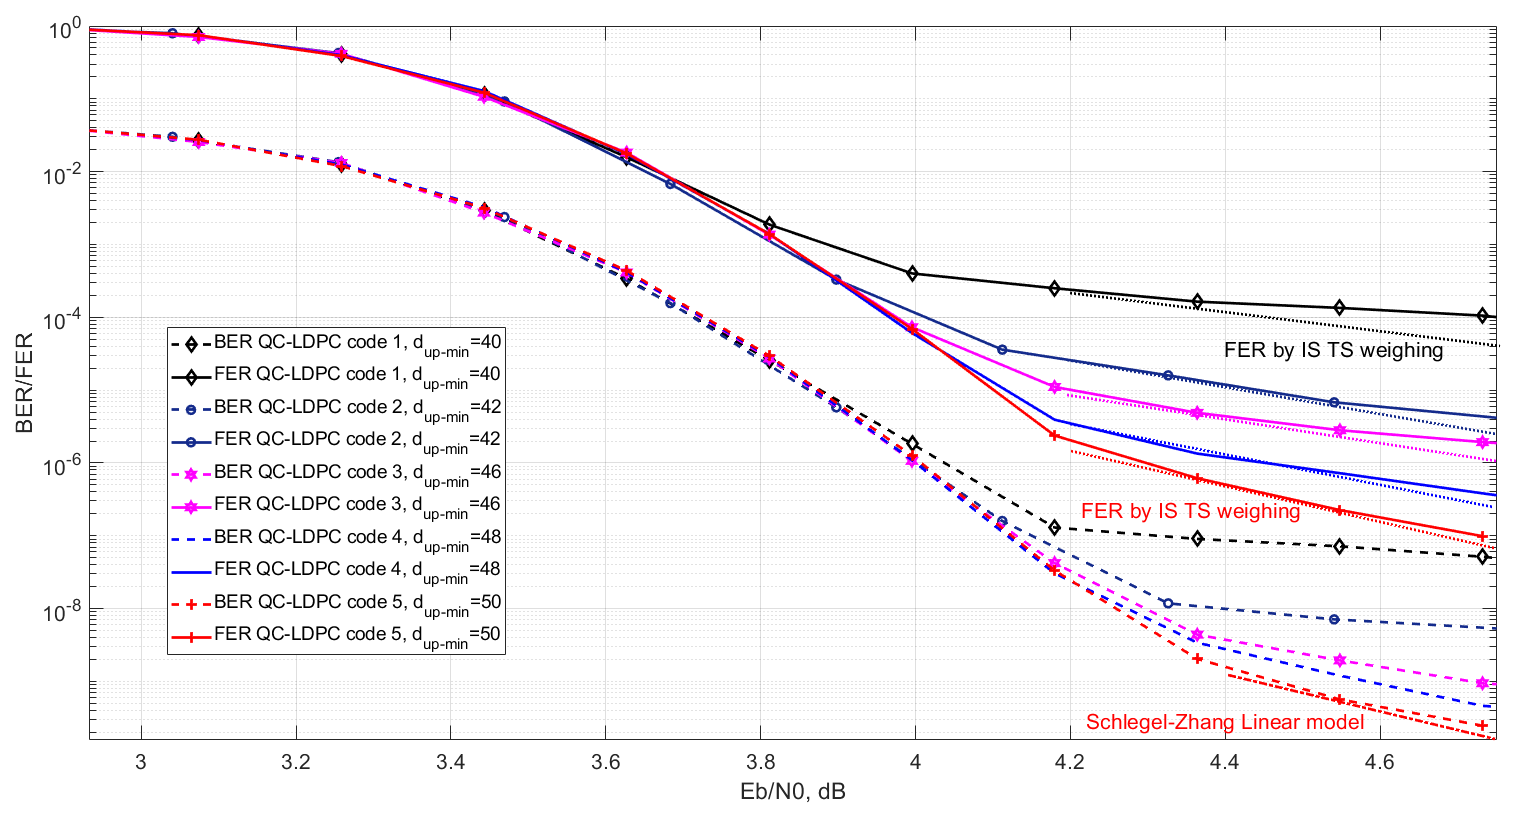 10^0
10^-2
10^-4
10^-6
10^-8
BER/FER
BER QC-LDPC code 1, d_up-min=40
FER QC-LDPC code 1, d_up-min=40
BER QC-LDPC code 2, d_up-min=42
FER QC-LDPC code 2, d_up-min=42
BER QC-LDPC code 3, d_up-min=46
FER QC-LDPC code 3, d_up-min=46
BER QC-LDPC code 4, d_up-min=48
FER QC-LDPC code 4, d_up-min=48
BER QC-LDPC code 5, d_up-min=50
FER QC-LDPC code 5, d_up-min=50
FER by IS TS weighing
FER by IS TS weighing
Schlegel-Zhang Linear model
3 3.2 3.4 3.6 3.8 4 4.2 4.4 4.6
Eb/N0, dB